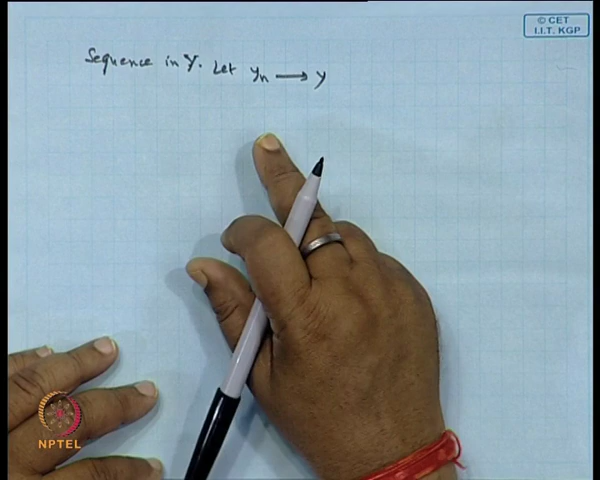 © CET
I.I.T. KGP
Sequence in Y. Let yₙ ⟶ y
NPTEL